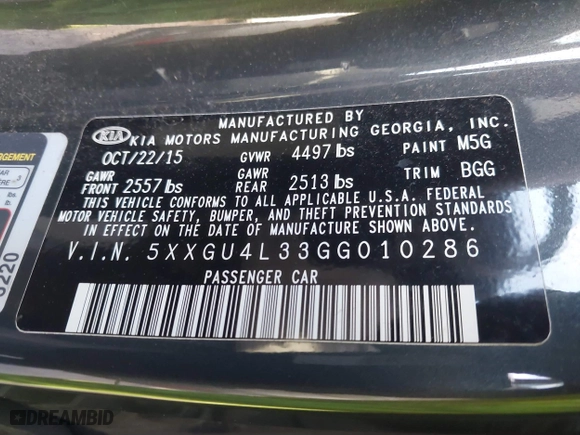 MANUFACTURED BY
KIA KIA MOTORS MANUFACTURING GEORGIA, INC.
OCT/22/15 GVWR 4497 lbs PAINT M5G
GAWR FRONT 2557 lbs GAWR REAR 2513 lbs TRIM BGG
THIS VEHICLE CONFORMS TO ALL APPLICABLE U.S.A. FEDERAL
MOTOR VEHICLE SAFETY, BUMPER, AND THEFT PREVENTION STANDARDS
IN EFFECT ON THE DATE OF MANUFACTURE SHOWN ABOVE.
V.I.N. 5XXGU4L33GG010286
PASSENGER CAR
DREAMBID